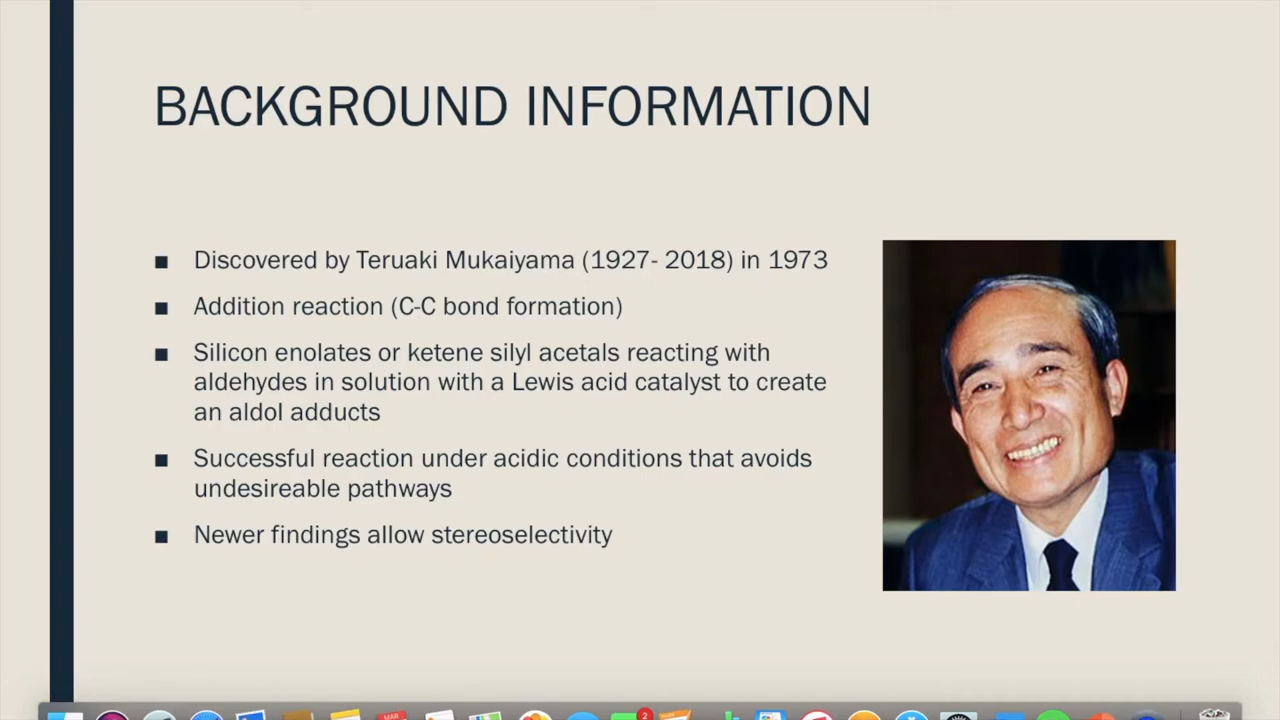 BACKGROUND INFORMATION
■ Discovered by Teruaki Mukaiyama (1927- 2018) in 1973
■ Addition reaction (C-C bond formation)
■ Silicon enolates or ketene silyl acetals reacting with
aldehydes in solution with a Lewis acid catalyst to create
an aldol adducts
■ Successful reaction under acidic conditions that avoids
undesireable pathways
■ Newer findings allow stereoselectivity
MAR
2